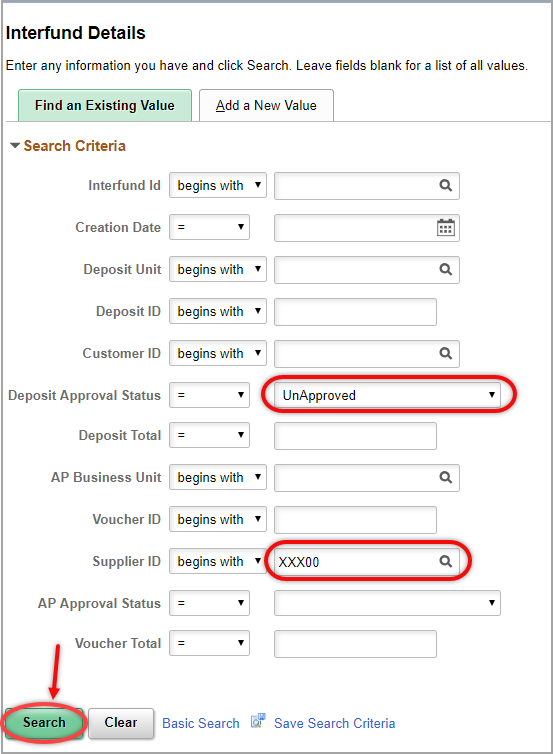 Interfund Details
Enter any information you have and click Search. Leave fields blank for a list of all values.
Find an Existing Value Add a New Value
Search Criteria
Interfund Id begins with
Creation Date =
Deposit Unit begins with
Deposit ID begins with
Customer ID begins with
Deposit Approval Status = UnApproved
Deposit Total =
AP Business Unit begins with
Voucher ID begins with
Supplier ID begins with XXX00
AP Approval Status =
Voucher Total =
Search Clear Basic Search Save Search Criteria